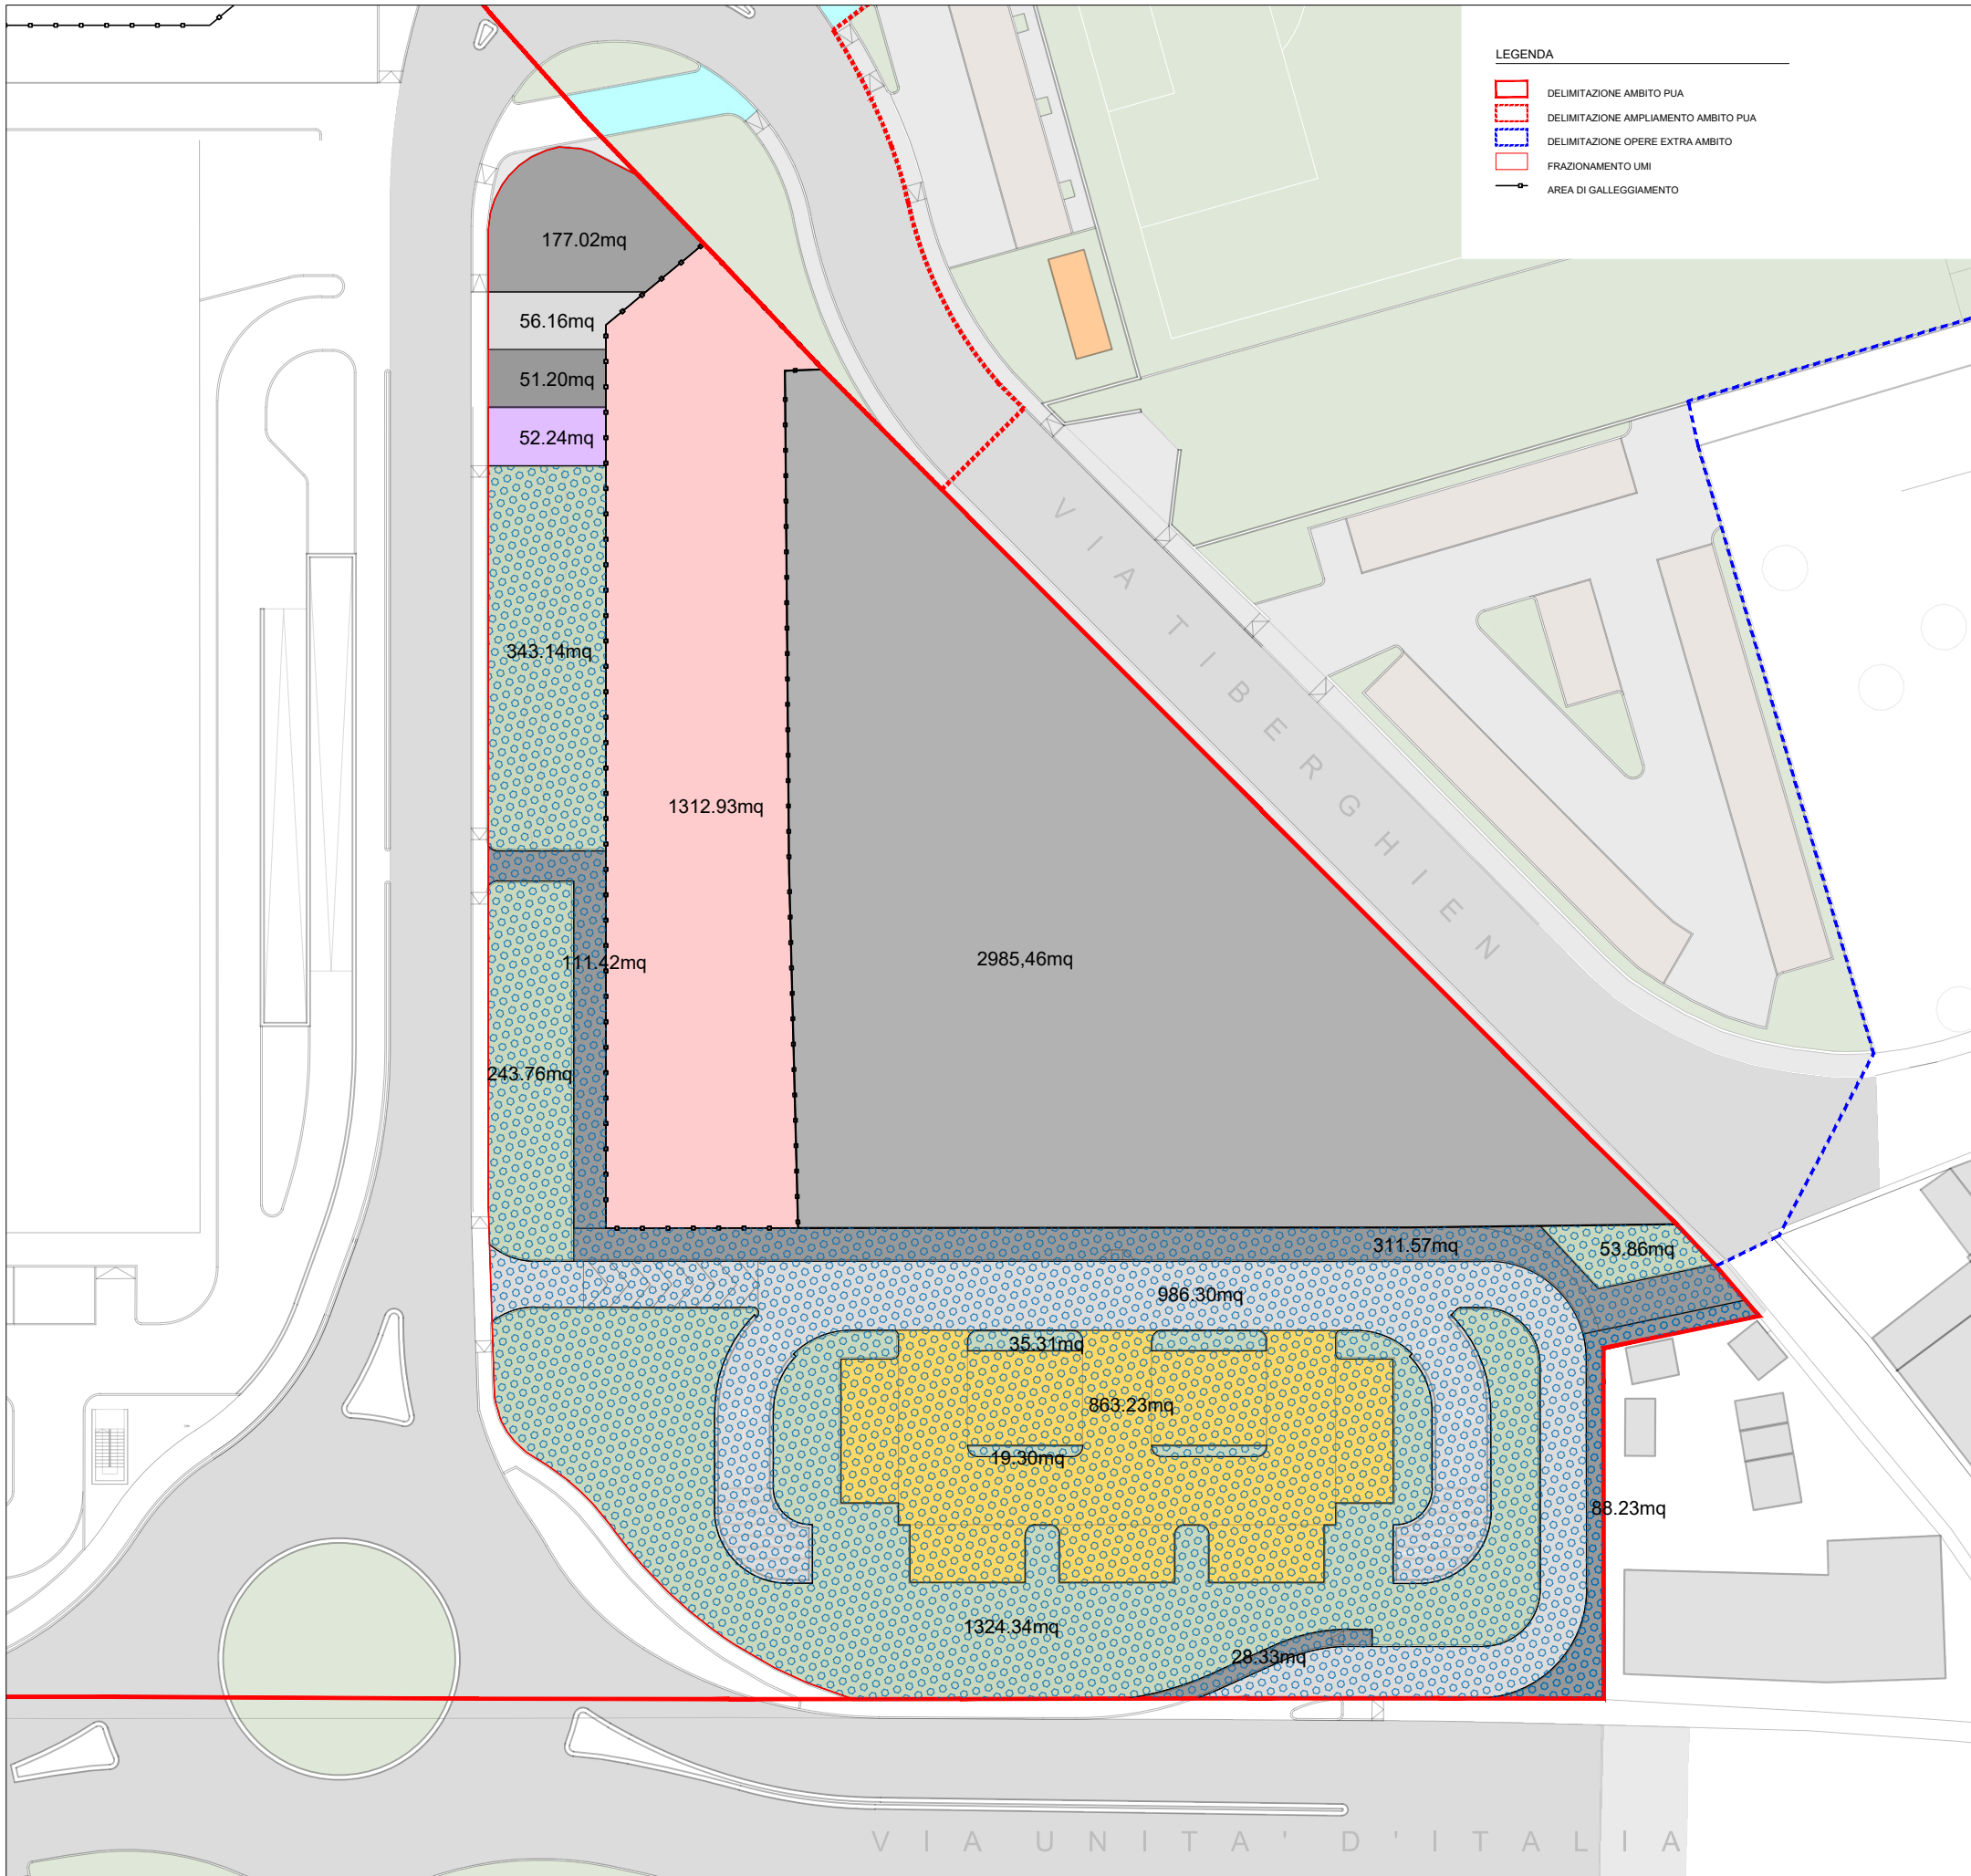 LEGENDA
DELIMITAZIONE AMBITO PUA
DELIMITAZIONE AMPLIAMENTO AMBITO PUA
DELIMITAZIONE OPERE EXTRA AMBITO
FRAZIONAMENTO UMI
AREA DI GALLEGGIAMENTO
177.02mq
56.16mq
51.20mq
52.24mq
343.14mq
1312.93mq
111.42mq
2985,46mq
243.76mq
VIA TIBERGHIEN
311.57mq
53.86mq
986.30mq
35.31mq
863.23mq
19.30mq
88.23mq
1324.34mq
28.33mq
VIA UNITA' D'ITALIA